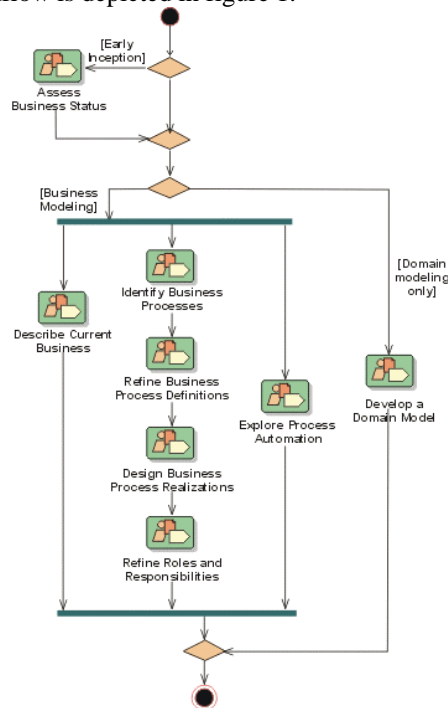 flow is depicted in figure 1.
[Early
Inception]
Assess
Business Status
[Business
Modeling]
[Domain
modeling
only]
Identify Business
Processes
Describe Current
Business
Refine Business
Process Definitions
Explore Process
Automation
Develop a
Domain Model
Design Business
Process Realizations
Refine Roles and
Responsibilities